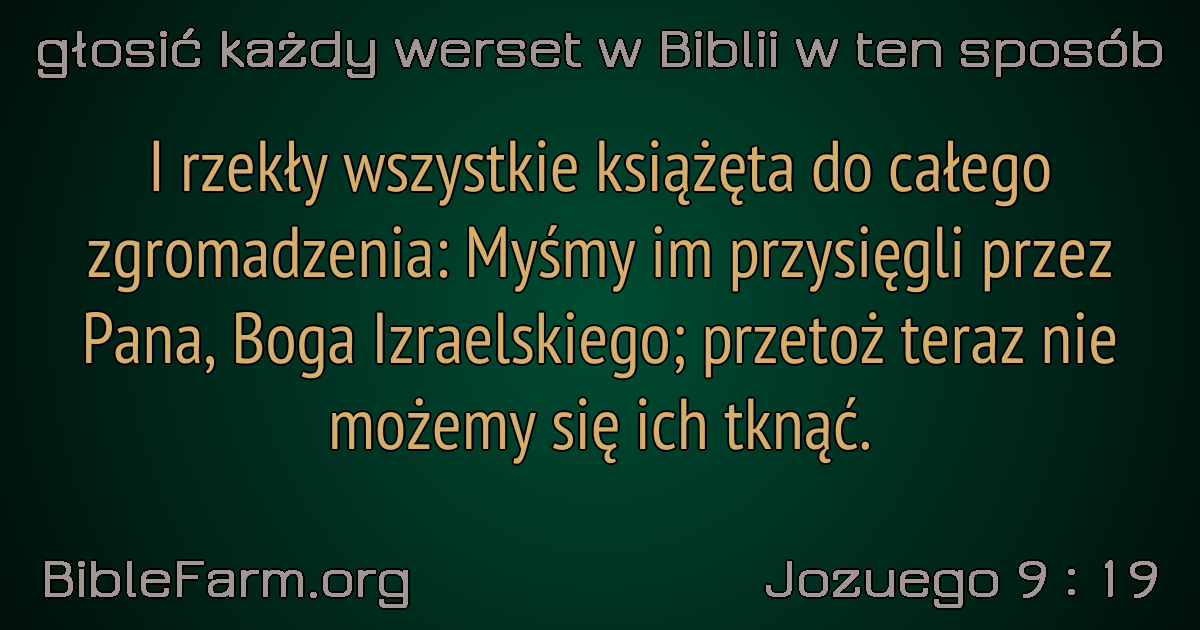 głosić każdy werset w Biblii w ten sposób
I rzekły wszystkie książęta do całego
zgromadzenia: Myśmy im przysięgli przez
Pana, Boga Izraelskiego; przetoż teraz nie
możemy się ich tknąć.
BibleFarm.org
Jozuego 9 : 19